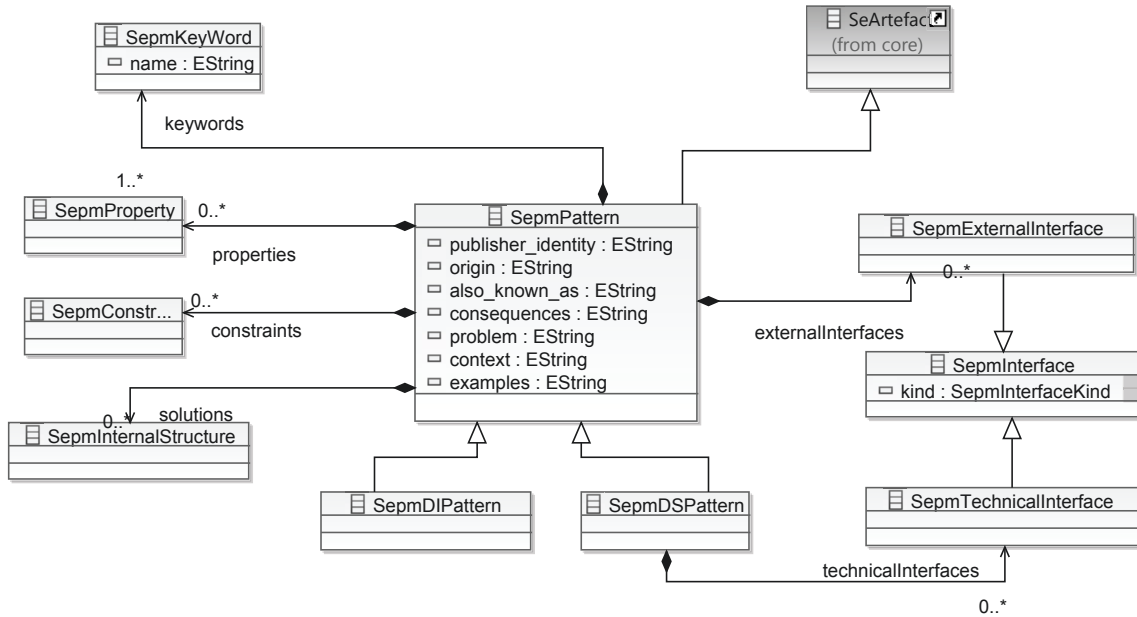 SepmKeyWord
name : EString
keywords
SeArtefact
(from core)
1..*
SepmProperty
0..*
properties
SepmConstr...
0..*
constraints
0..*
solutions
SepmInternalStructure
SepmPattern
publisher_identity : EString
origin : EString
also_known_as : EString
consequences : EString
problem : EString
context : EString
examples : EString
SepmExternalInterface
0..*
externalInterfaces
SepmInterface
kind : SepmInterfaceKind
SepmDIPattern
SepmDSPattern
SepmTechnicalInterface
technicalInterfaces
0..*